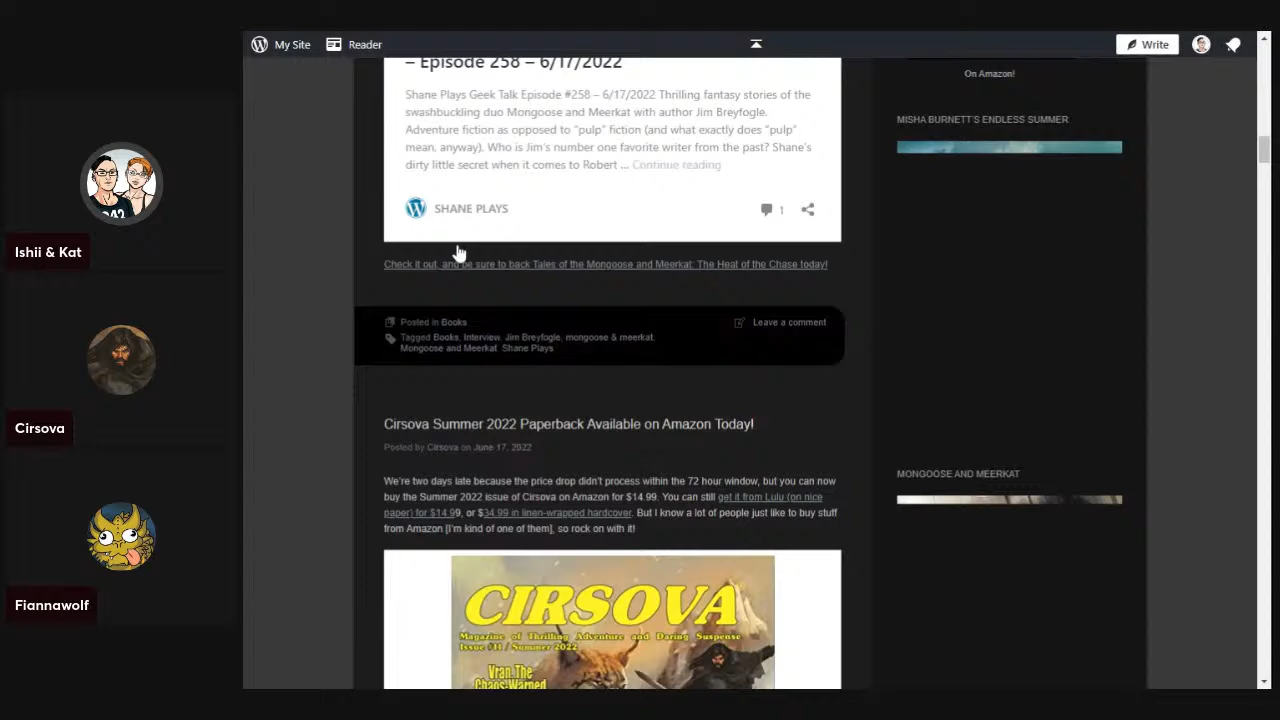 My Site
Reader
Write
– Episode 258 – 6/17/2022
Shane Plays Geek Talk Episode #258 – 6/17/2022 Thrilling fantasy stories of the
swashbuckling duo Mongoose and Meerkat with author Jim Breyfogle.
Adventure fiction as opposed to “pulp” fiction (and what exactly does “pulp”
mean, anyway). Who is Jim’s number one favorite writer from the past? Shane’s
dirty little secret when it comes to Robert ... Continue reading
SHANE PLAYS
1
Check it out, and be sure to back Tales of the Mongoose and Meerkat: The Heat of the Chase today!
Posted in Books
Leave a comment
Tagged Books, Interview, Jim Breyfogle, mongoose & meerkat,
Mongoose and Meerkat, Shane Plays
Cirsova Summer 2022 Paperback Available on Amazon Today!
Posted by Cirsova on June 17, 2022
We’re two days late because the price drop didn’t process within the 72 hour window, but you can now
buy the Summer 2022 issue of Cirsova on Amazon for $14.99. You can still get it from Lulu (on nice
paper) for $14.99, or $34.99 in linen-wrapped hardcover. But I know a lot of people just like to buy stuff
from Amazon [I’m kind of one of them], so rock on with it!
CIRSOVA
Magazine of Thrilling Adventure and Daring Suspense
Issue #11 / Summer 2022
Vran, The
Chaos-Warped
On Amazon!
MISHA BURNETT’S ENDLESS SUMMER
MONGOOSE AND MEERKAT
Ishii & Kat
Cirsova
Fiannawolf